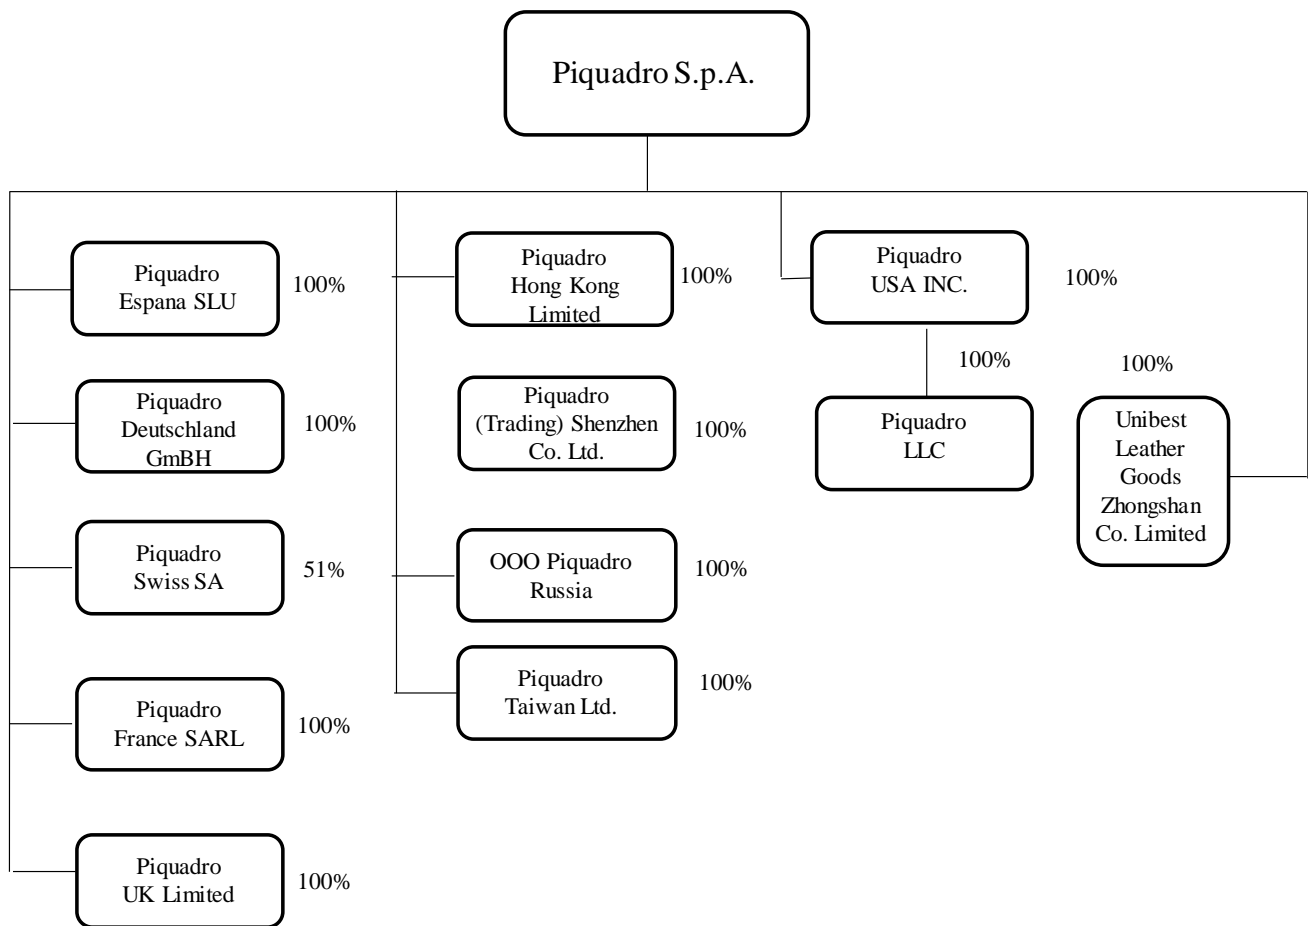 Piquadro S.p.A.
Piquadro
Espana SLU
100%
Piquadro
Deutschland
GmBH
100%
Piquadro
Swiss SA
51%
Piquadro
France SARL
100%
Piquadro
UK Limited
100%
Piquadro
Hong Kong
Limited
100%
Piquadro
(Trading) Shenzhen
Co. Ltd.
100%
OOO Piquadro
Russia
100%
Piquadro
Taiwan Ltd.
100%
Piquadro
USA INC.
100%
100%
Piquadro
LLC
100%
Unibest
Leather
Goods
Zhongshan
Co. Limited